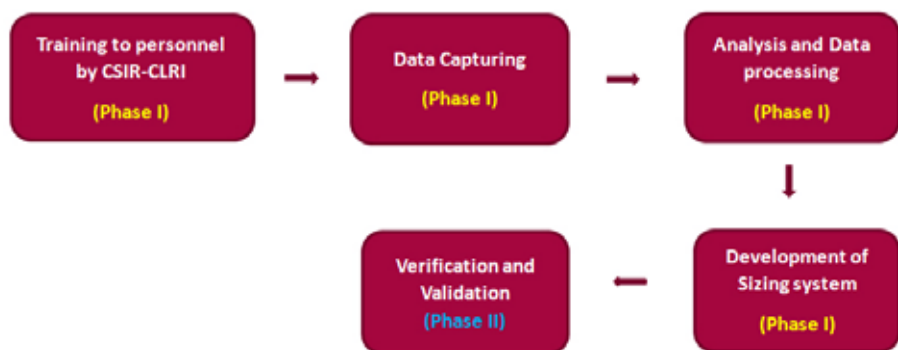 Training to personnel
by CSIR-CLRI
(Phase I)
Data Capturing
(Phase I)
Analysis and Data
processing
(Phase I)
Development of
Sizing system
(Phase I)
Verification and
Validation
(Phase II)